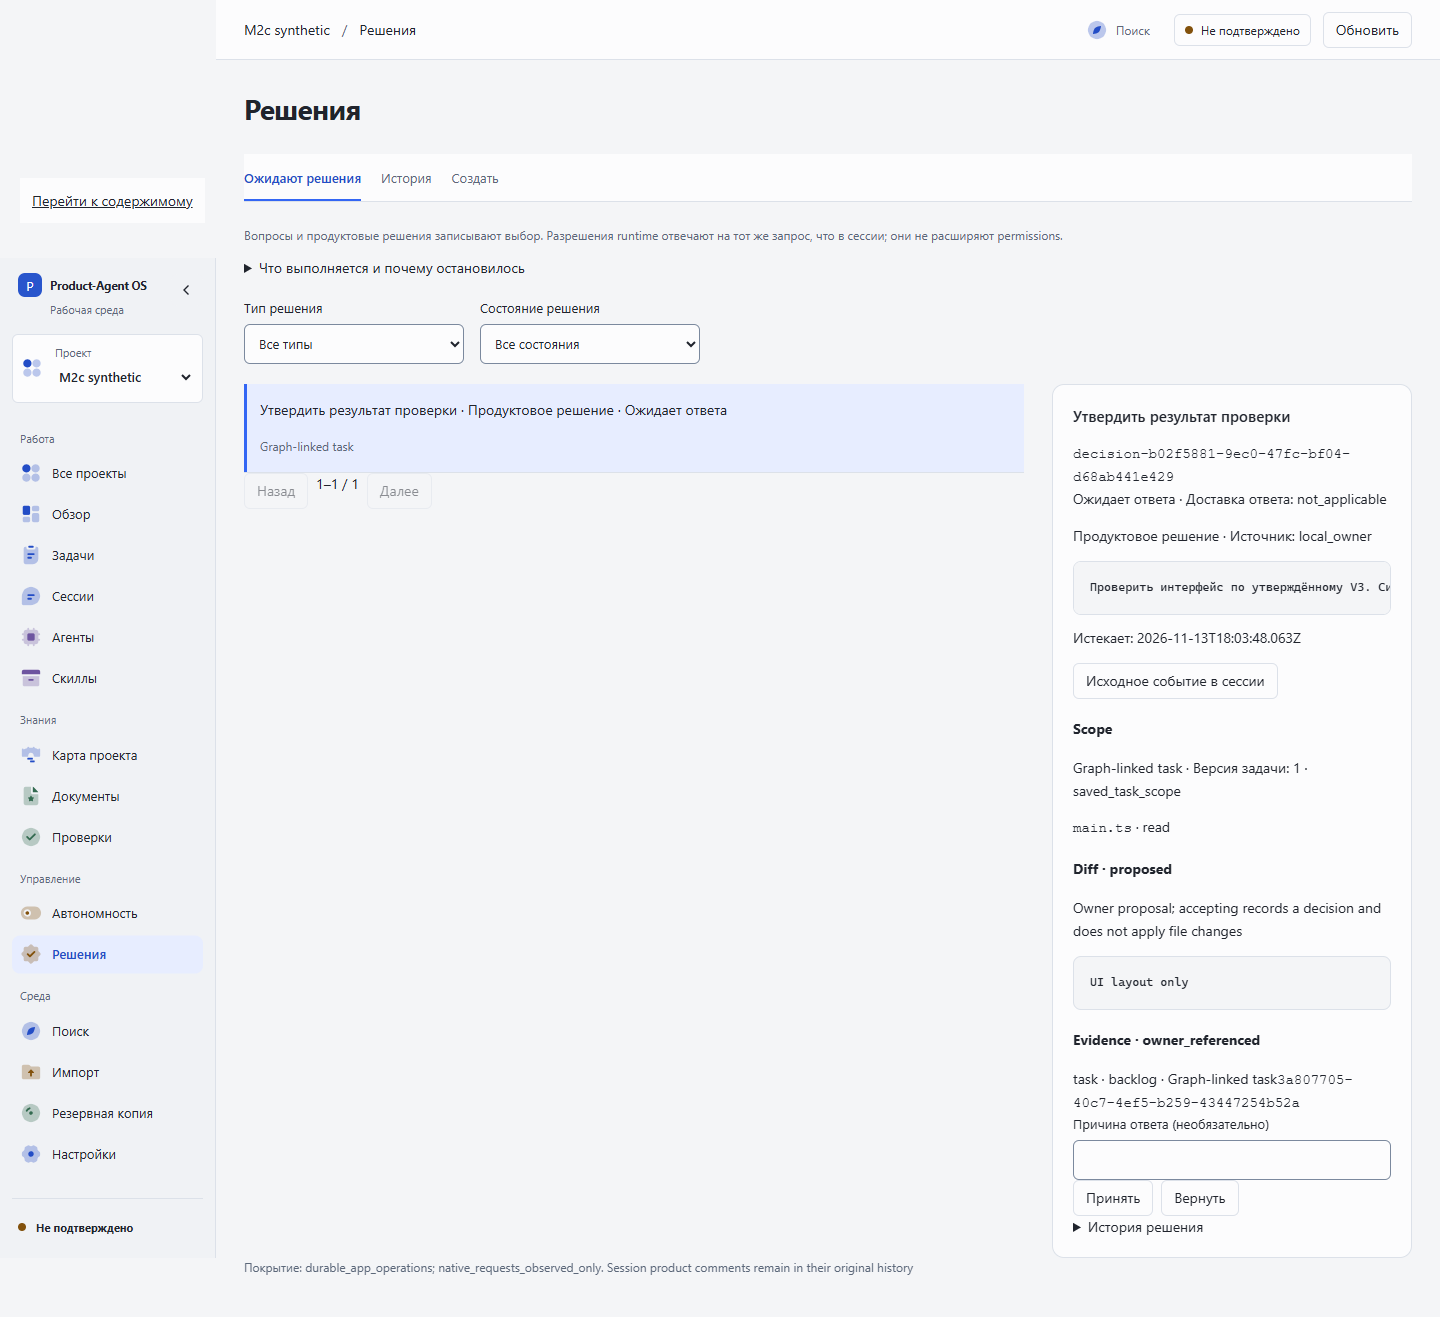 M2c synthetic / Решения
Поиск
Не подтверждено
Обновить
Перейти к содержимому
P Product-Agent OS
Рабочая среда
Проект
M2c synthetic
Работа
Все проекты
Обзор
Задачи
Сессии
Агенты
Скиллы
Знания
Карта проекта
Документы
Проверки
Управление
Автономность
Решения
Среда
Поиск
Импорт
Резервная копия
Настройки
Не подтверждено
Решения
Ожидают решения История Создать
Вопросы и продуктовые решения записывают выбор. Разрешения runtime отвечают на тот же запрос, что в сессии; они не расширяют permissions.
Что выполняется и почему остановилось
Тип решения
Все типы
Состояние решения
Все состояния
Утвердить результат проверки · Продуктовое решение · Ожидает ответа
Graph-linked task
Назад 1–1 / 1 Далее
Утвердить результат проверки
decision-b02f5881-9ec0-47fc-bf04-
d68ab441e429
Ожидает ответа · Доставка ответа: not_applicable
Продуктовое решение · Источник: local_owner
Проверить интерфейс по утверждённому V3. Си
Истекает: 2026-11-13T18:03:48.063Z
Исходное событие в сессии
Scope
Graph-linked task · Версия задачи: 1 ·
saved_task_scope
main.ts · read
Diff · proposed
Owner proposal; accepting records a decision and
does not apply file changes
UI layout only
Evidence · owner_referenced
task · backlog · Graph-linked task3a807705-
40c7-4ef5-b259-43447254b52a
Причина ответа (необязательно)
Принять Вернуть
История решения
Покрытие: durable_app_operations; native_requests_observed_only. Session product comments remain in their original history